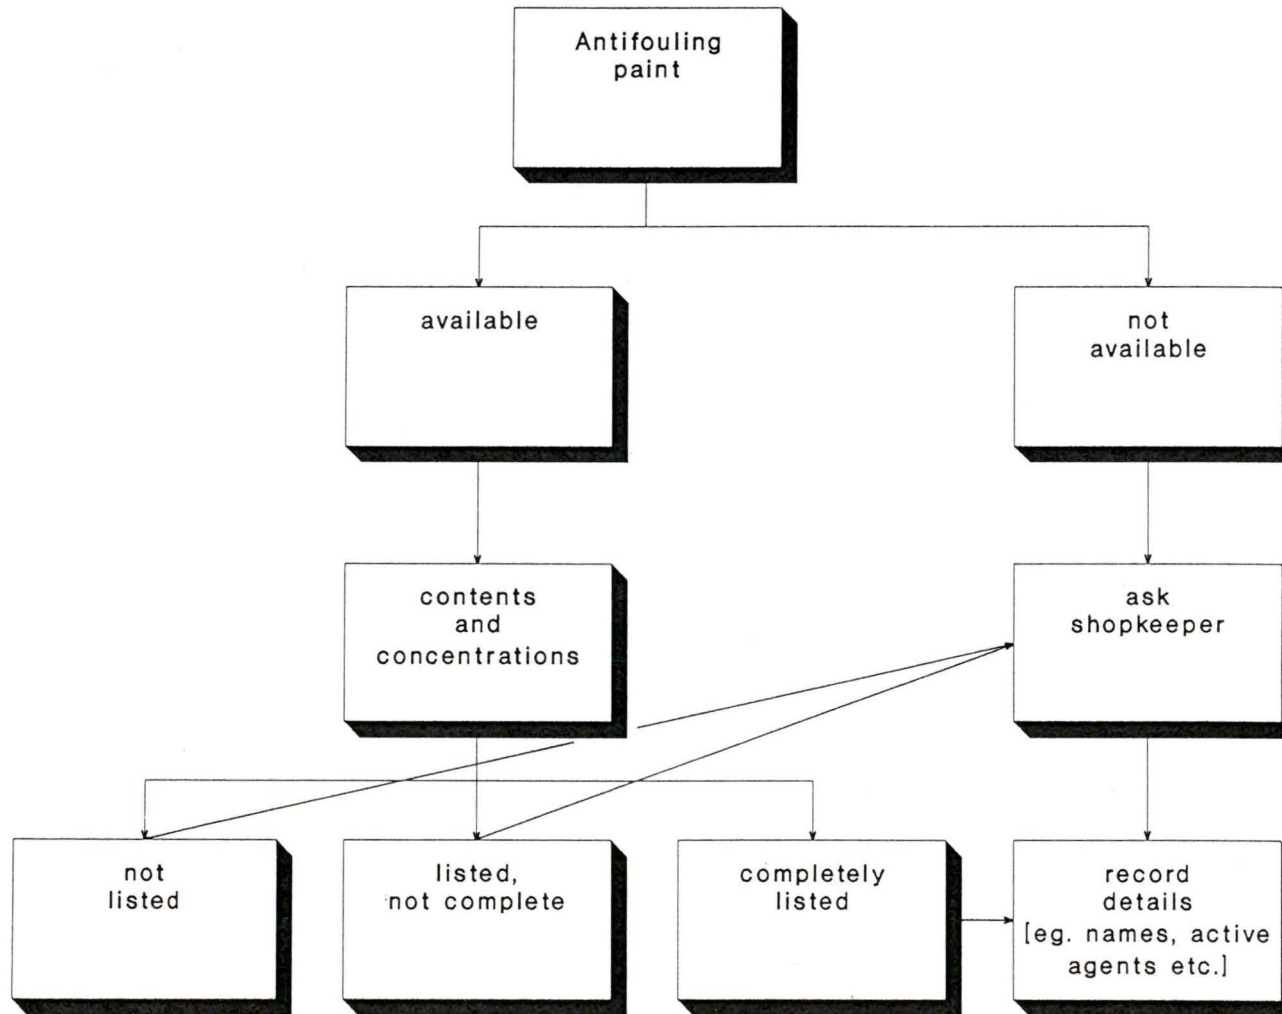 Antifouling
paint
available
not
available
contents
and
concentrations
ask
shopkeeper
not
listed
listed,
not complete
completely
listed
record
details
[eg. names, active
agents etc.]